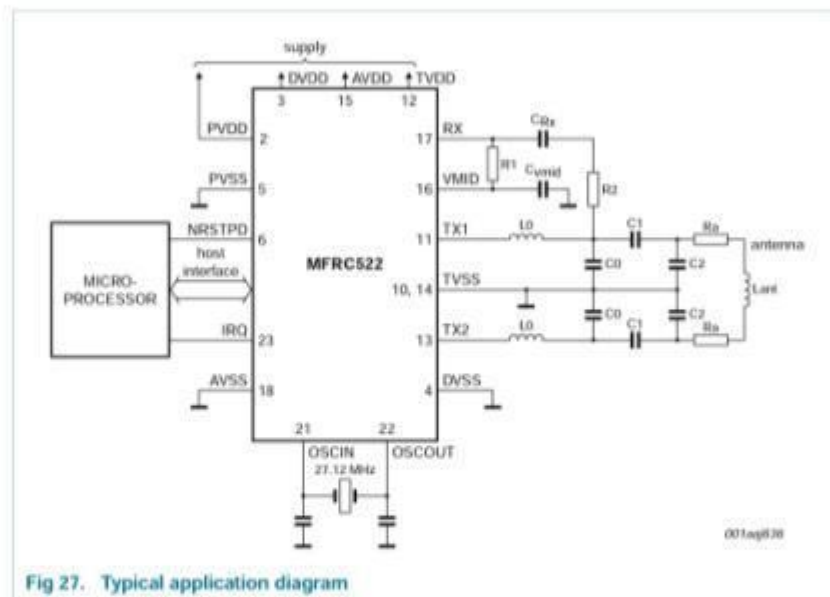 supply
DVDD AVDD TVDD
3 15 12
PVDD
2
PVSS
5
NRSTPD
6
host
interface
MICRO-
PROCESSOR
MFRC522
IRQ
23
AVSS
18
17 RX
CRx
R1
Cvmid
16 VMID
R2
11 TX1
L0
C1
Ra
antenna
C0
C2
10, 14 TVSS
Lant
C0
C2
13 TX2
L0
C1
Ra
4 DVSS
21 22
OSCIN OSCOUT
27.12 MHz
Fig 27. Typical application diagram